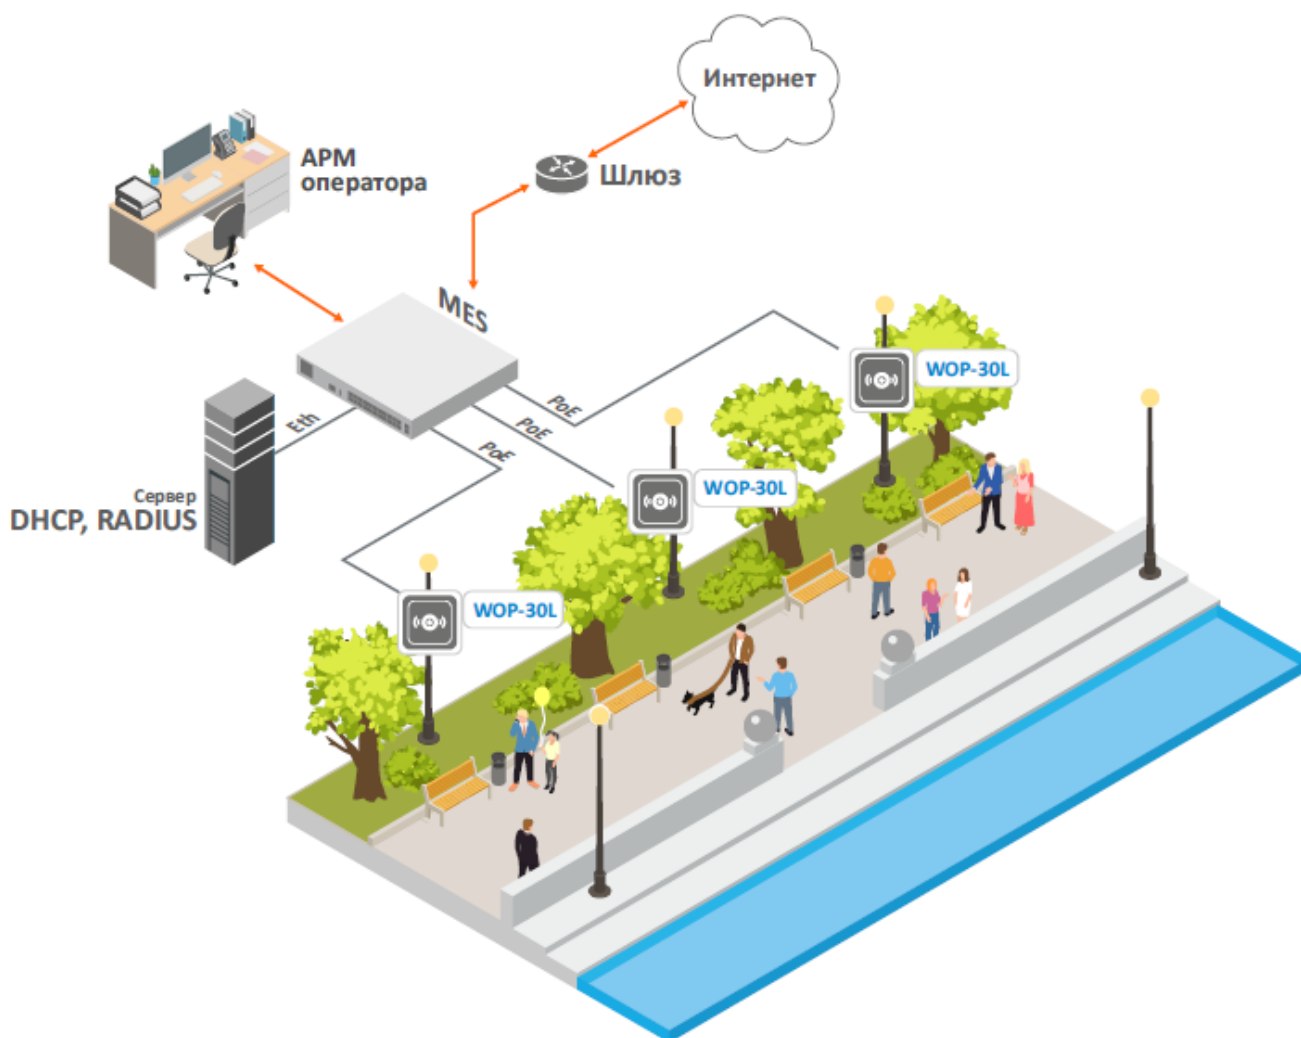 Интернет
АРМ
оператора
Шлюз
MES
WOP-30L
PoE
PoE
Eth
PoE
WOP-30L
Сервер
DHCP, RADIUS
WOP-30L